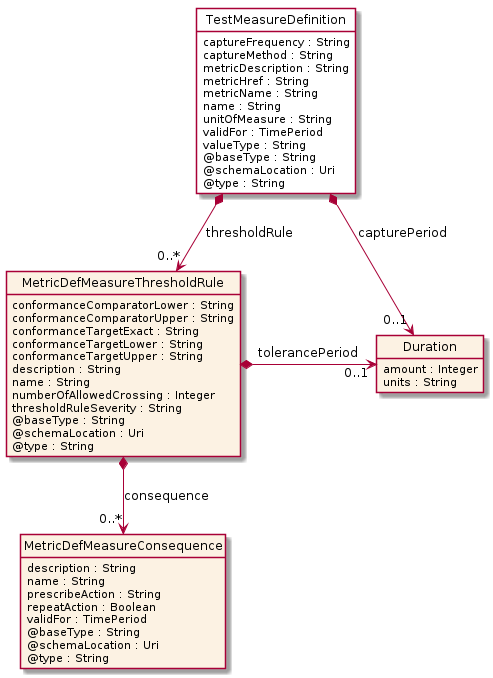 TestMeasureDefinition
captureFrequency : String
captureMethod : String
metricDescription : String
metricHref : String
metricName : String
name : String
unitOfMeasure : String
validFor : TimePeriod
valueType : String
@baseType : String
@schemaLocation : Uri
@type : String
thresholdRule
capturePeriod
0..*
0..1
MetricDefMeasureThresholdRule
conformanceComparatorLower : String
conformanceComparatorUpper : String
conformanceTargetExact : String
conformanceTargetLower : String
conformanceTargetUpper : String
description : String
name : String
numberOfAllowedCrossing : Integer
thresholdRuleSeverity : String
@baseType : String
@schemaLocation : Uri
@type : String
tolerancePeriod
0..1
Duration
amount : Integer
units : String
consequence
0..*
MetricDefMeasureConsequence
description : String
name : String
prescribeAction : String
repeatAction : Boolean
validFor : TimePeriod
@baseType : String
@schemaLocation : Uri
@type : String